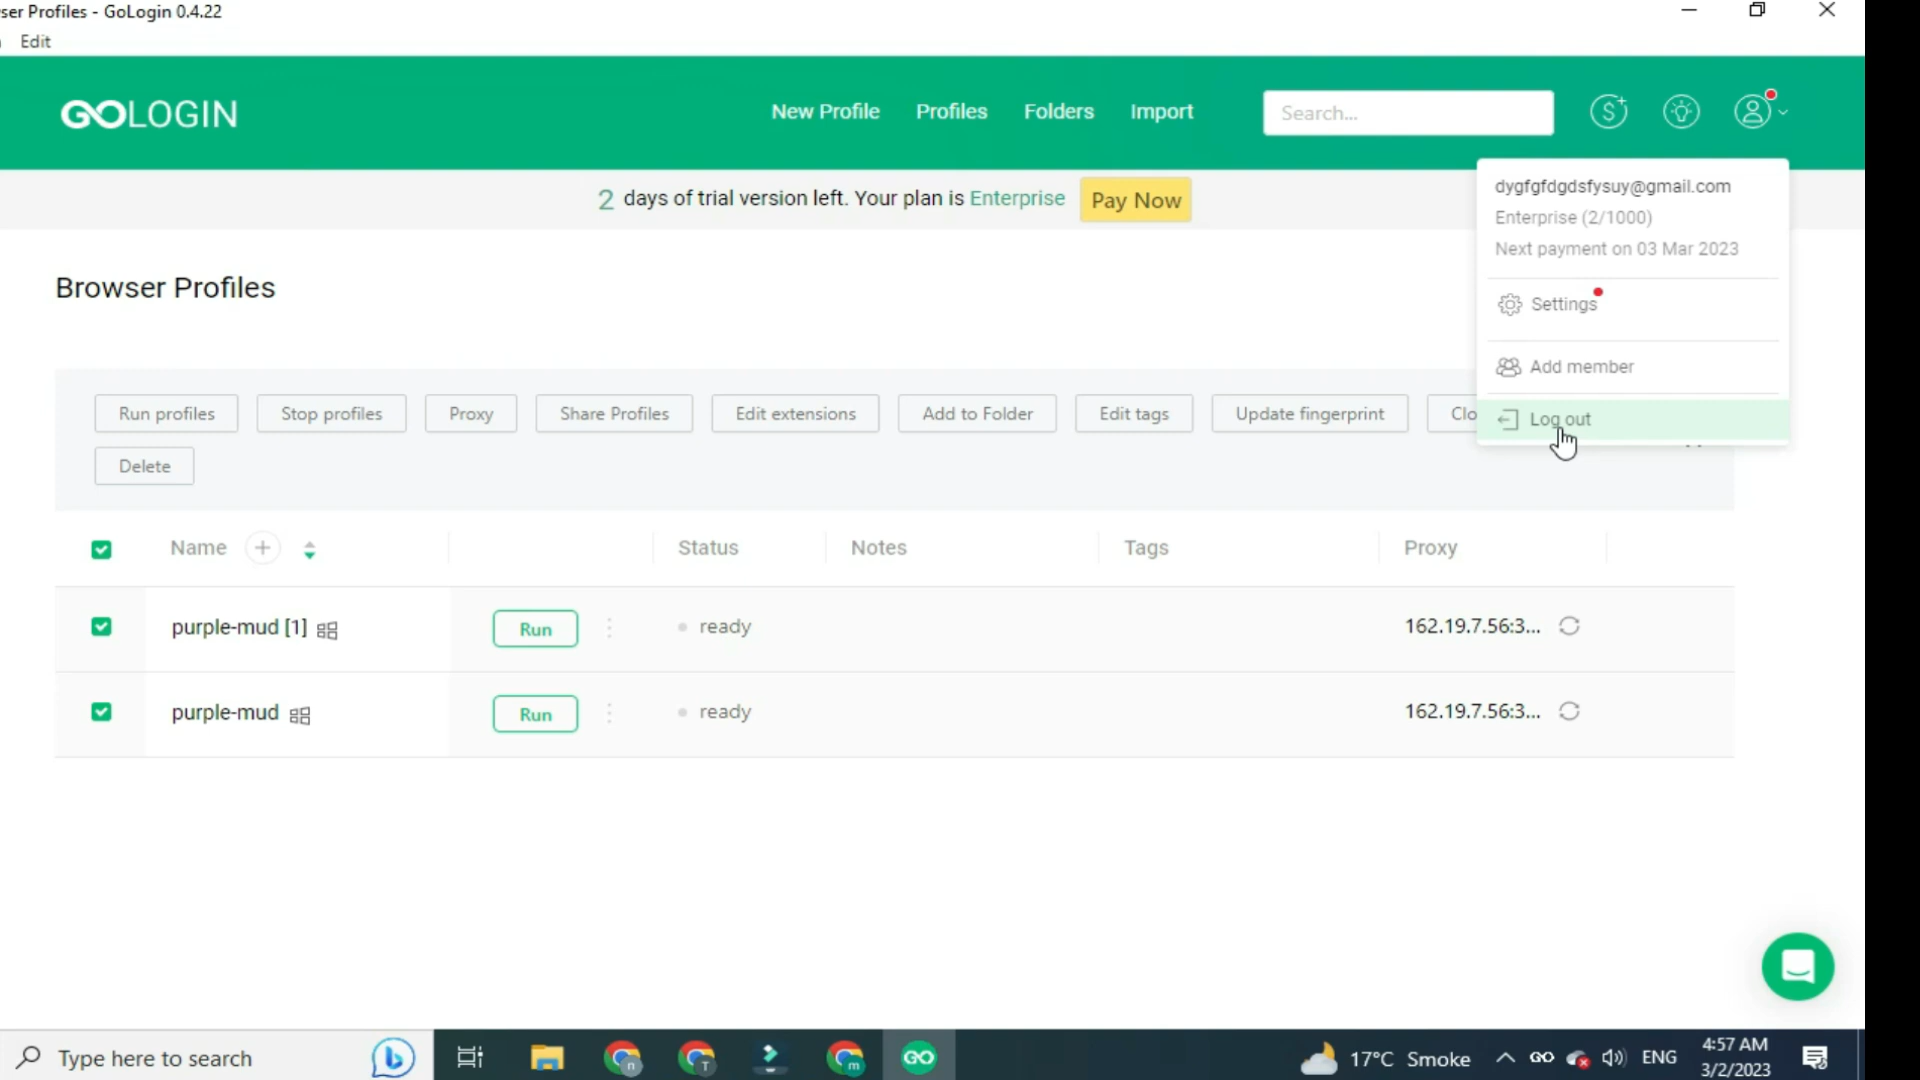 ser Profiles - GoLogin 0.4.22
Edit
GOLOGIN
New Profile Profiles Folders Import Search...
dygfgfdgdsfysuy@gmail.com
2 days of trial version left. Your plan is Enterprise Pay Now
Enterprise (2/1000)
Next payment on 03 Mar 2023
Browser Profiles
Settings
Add member
Run profiles Stop profiles Proxy Share Profiles Edit extensions Add to Folder Edit tags Update fingerprint Clo
Log out
Delete
Name Status Notes Tags Proxy
purple-mud [1] Run ready 162.19.7.56:3...
purple-mud Run ready 162.19.7.56:3...
Type here to search
17°C Smoke
ENG
4:57 AM
3/2/2023